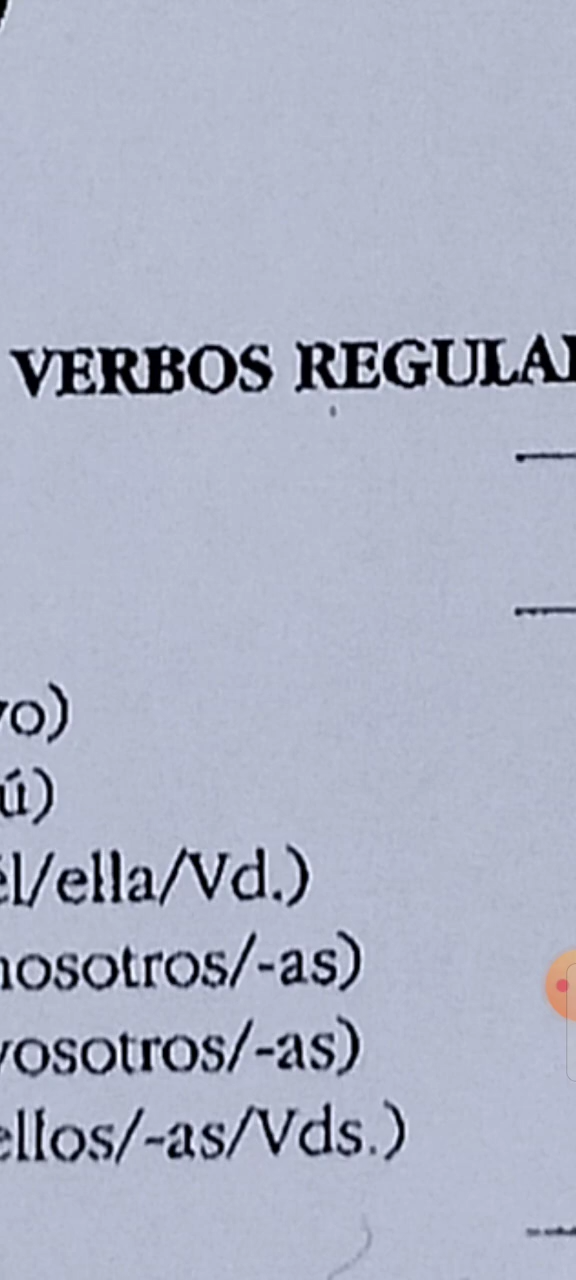 VERBOS REGULA
yo)
ú)
él/ella/Vd.)
nosotros/-as)
vosotros/-as)
ellos/-as/Vds.)